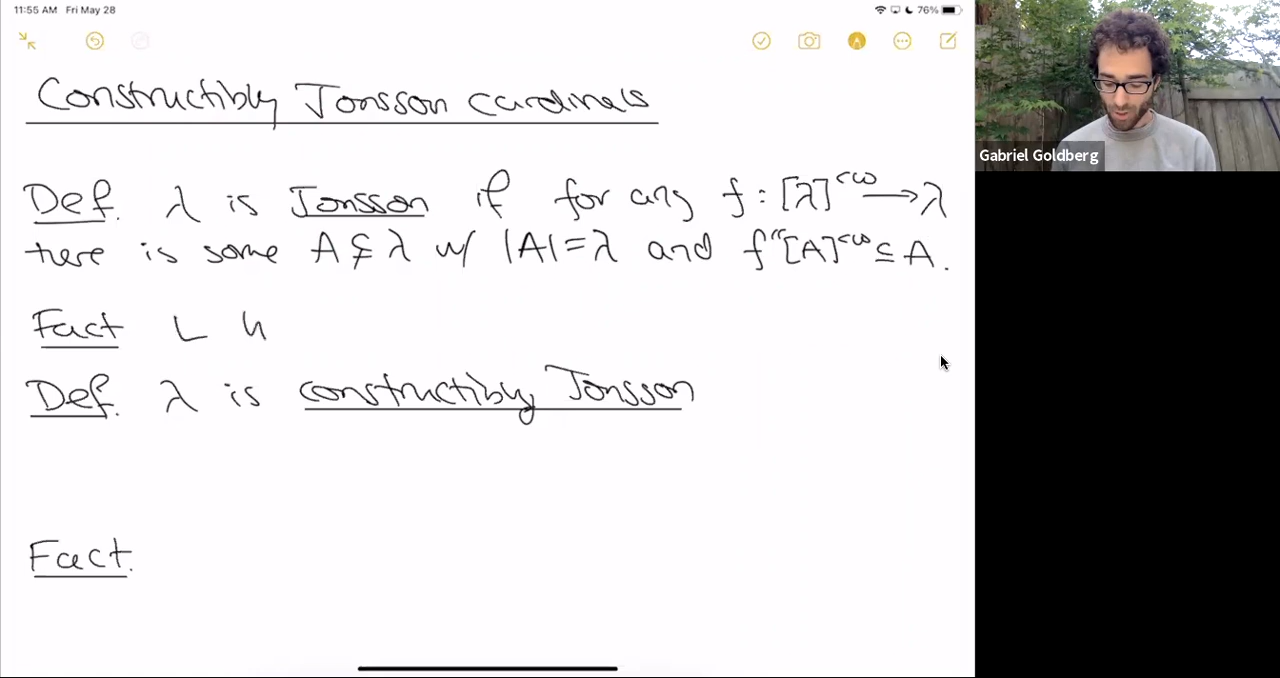 11:55 AM Fri May 28
76%
Constructibly Jonsson cardinals
Def. λ is Jonsson if for any f : [λ]^{<ω} → λ
there is some A ⊊ λ w/ |A| = λ and f"[A]^{<ω} ⊆ A.
Fact L
Def. λ is constructibly Jonsson
Fact.
Gabriel Goldberg